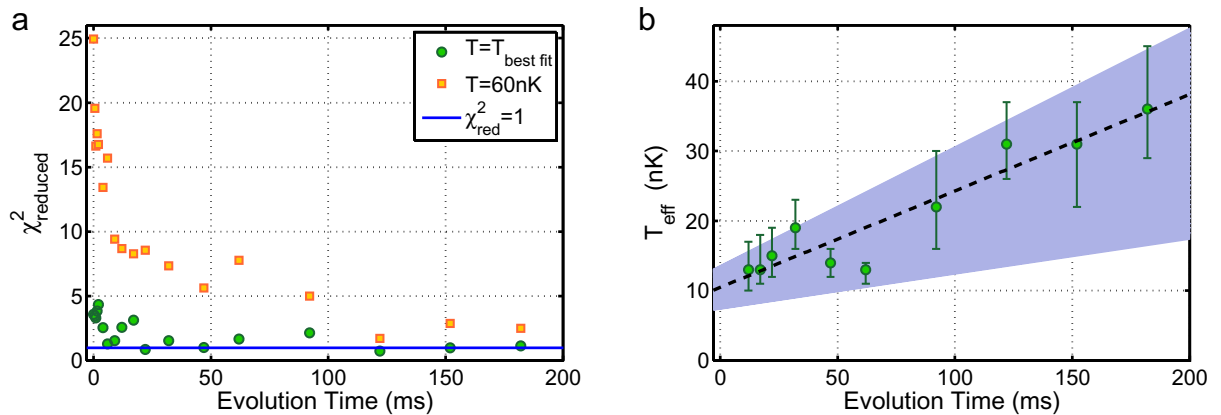 a
25
20
15
10
5
0
χ²reduced
T=Tbest fit
T=60nK
χ²red=1
0 50 100 150 200
Evolution Time (ms)
b
40
30
20
10
0
Teff (nK)
0 50 100 150 200
Evolution Time (ms)